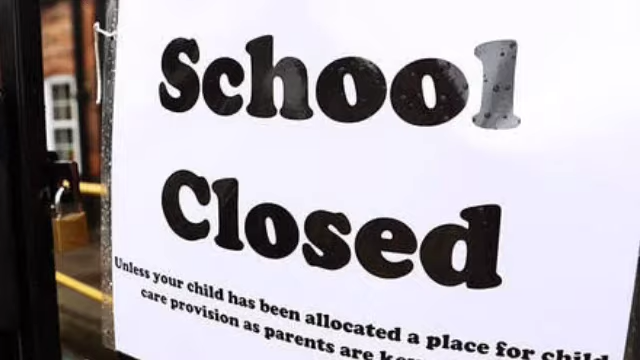 School
Closed
Unless your child has been allocated a place for child
care provision as parents are